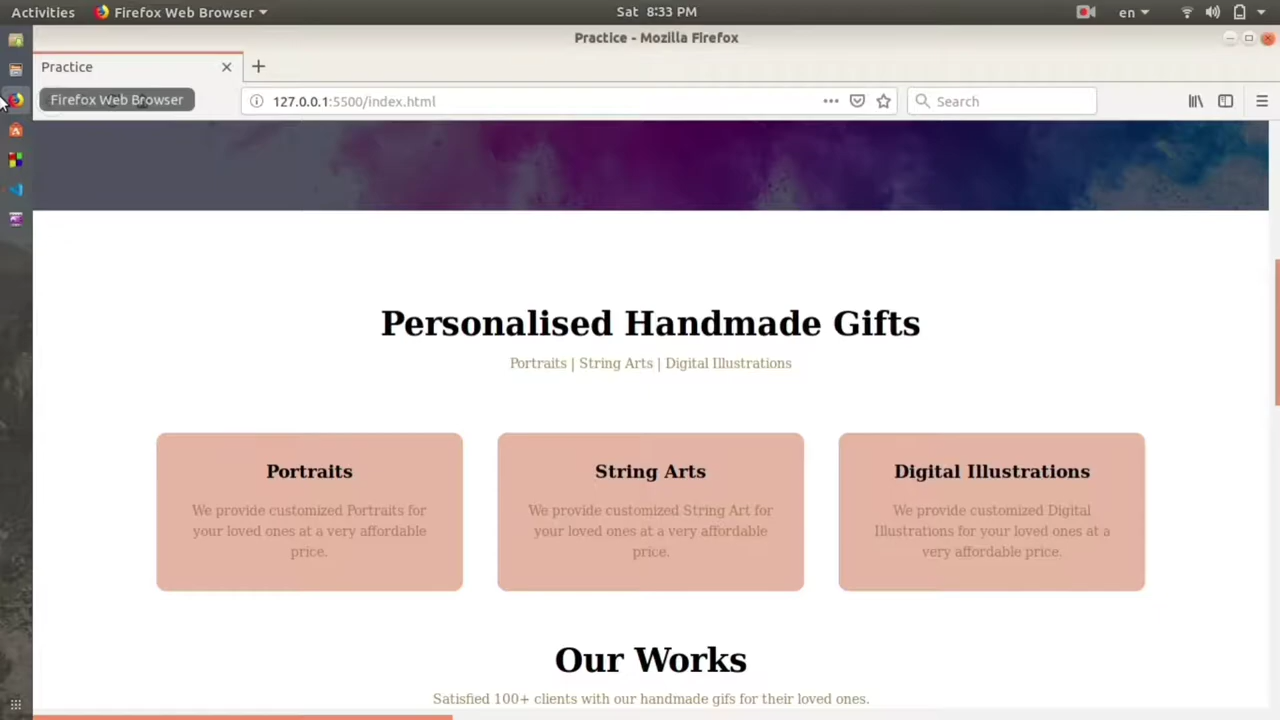 Activities Firefox Web Browser Sat 8:33 PM en
Practice - Mozilla Firefox
Practice
Firefox Web Browser 127.0.0.1:5500/index.html Search
Personalised Handmade Gifts
Portraits | String Arts | Digital Illustrations
Portraits
We provide customized Portraits for
your loved ones at a very affordable
price.
String Arts
We provide customized String Art for
your loved ones at a very affordable
price.
Digital Illustrations
We provide customized Digital
Illustrations for your loved ones at a
very affordable price.
Our Works
Satisfied 100+ clients with our handmade gifs for their loved ones.